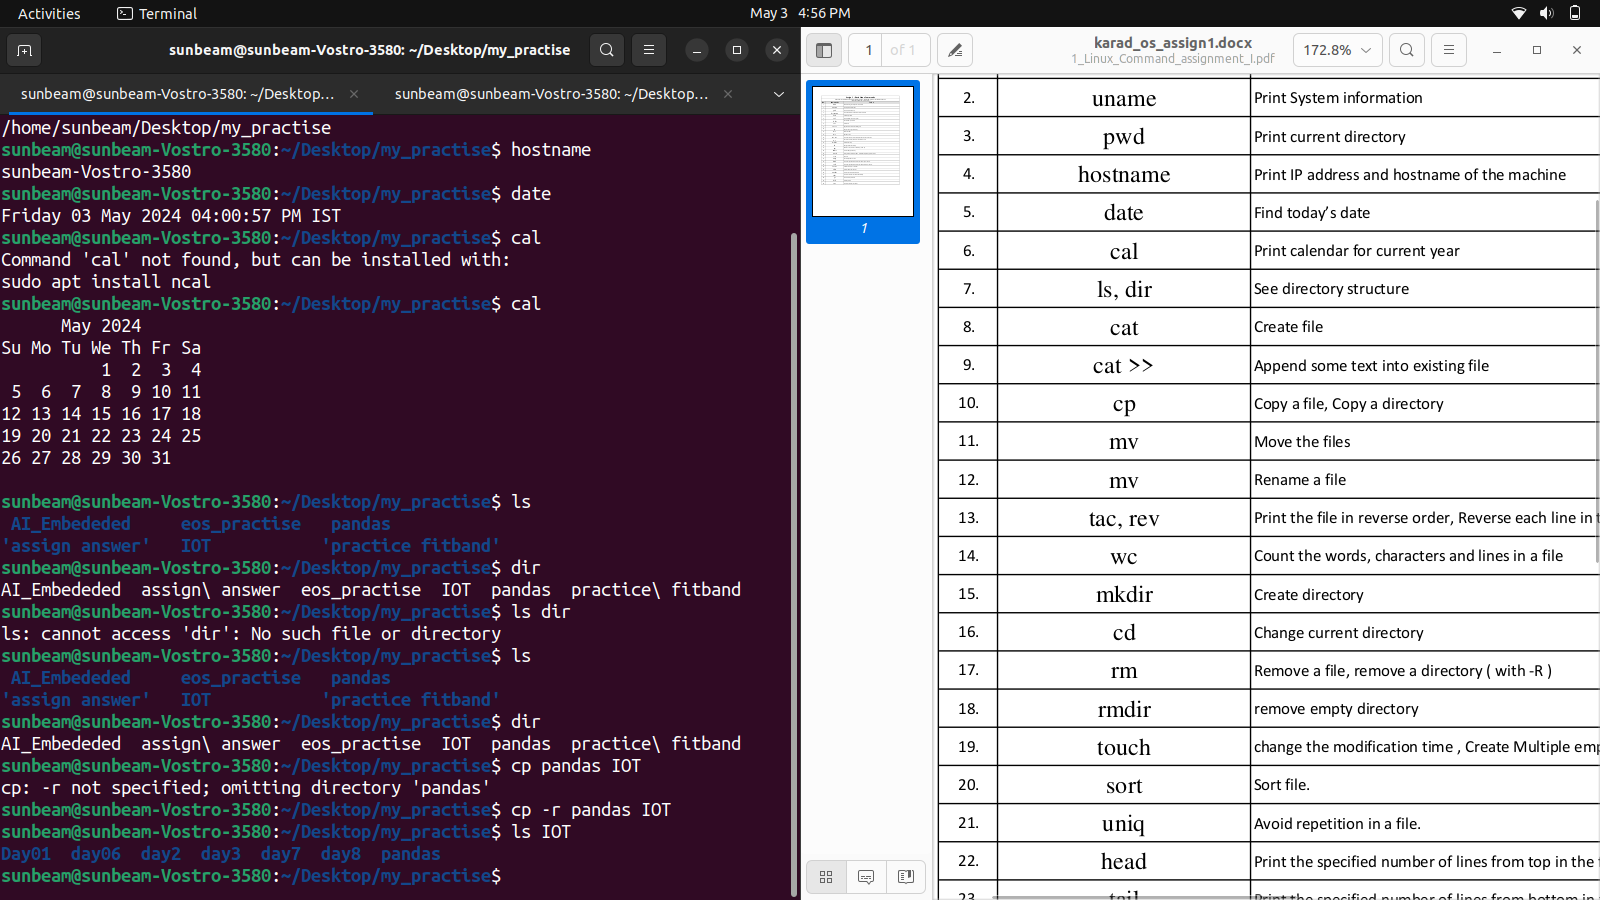 Activities
Terminal
May 3 4:56 PM
sunbeam@sunbeam-Vostro-3580: ~/Desktop/my_practise
sunbeam@sunbeam-Vostro-3580: ~/Desktop...
sunbeam@sunbeam-Vostro-3580: ~/Desktop...
/home/sunbeam/Desktop/my_practise
sunbeam@sunbeam-Vostro-3580:~/Desktop/my_practise$ hostname
sunbeam-Vostro-3580
sunbeam@sunbeam-Vostro-3580:~/Desktop/my_practise$ date
Friday 03 May 2024 04:00:57 PM IST
sunbeam@sunbeam-Vostro-3580:~/Desktop/my_practise$ cal
Command 'cal' not found, but can be installed with:
sudo apt install ncal
sunbeam@sunbeam-Vostro-3580:~/Desktop/my_practise$ cal
May 2024
Su Mo Tu We Th Fr Sa
1 2 3 4
5 6 7 8 9 10 11
12 13 14 15 16 17 18
19 20 21 22 23 24 25
26 27 28 29 30 31
sunbeam@sunbeam-Vostro-3580:~/Desktop/my_practise$ ls
AI_Embededed eos_practise pandas
'assign answer' IOT 'practice fitband'
sunbeam@sunbeam-Vostro-3580:~/Desktop/my_practise$ dir
AI_Embededed assign\ answer eos_practise IOT pandas practice\ fitband
sunbeam@sunbeam-Vostro-3580:~/Desktop/my_practise$ ls dir
ls: cannot access 'dir': No such file or directory
sunbeam@sunbeam-Vostro-3580:~/Desktop/my_practise$ ls
AI_Embededed eos_practise pandas
'assign answer' IOT 'practice fitband'
sunbeam@sunbeam-Vostro-3580:~/Desktop/my_practise$ dir
AI_Embededed assign\ answer eos_practise IOT pandas practice\ fitband
sunbeam@sunbeam-Vostro-3580:~/Desktop/my_practise$ cp pandas IOT
cp: -r not specified; omitting directory 'pandas'
sunbeam@sunbeam-Vostro-3580:~/Desktop/my_practise$ cp -r pandas IOT
sunbeam@sunbeam-Vostro-3580:~/Desktop/my_practise$ ls IOT
Day01 day06 day2 day3 day7 day8 pandas
sunbeam@sunbeam-Vostro-3580:~/Desktop/my_practise$
1 of 1
karad_os_assign1.docx
1_Linux_Command_assignment_I.pdf
172.8%
1
2. uname Print System information
3. pwd Print current directory
4. hostname Print IP address and hostname of the machine
5. date Find today’s date
6. cal Print calendar for current year
7. ls, dir See directory structure
8. cat Create file
9. cat >> Append some text into existing file
10. cp Copy a file, Copy a directory
11. mv Move the files
12. mv Rename a file
13. tac, rev Print the file in reverse order, Reverse each line in
14. wc Count the words, characters and lines in a file
15. mkdir Create directory
16. cd Change current directory
17. rm Remove a file, remove a directory ( with -R )
18. rmdir remove empty directory
19. touch change the modification time , Create Multiple
20. sort Sort file.
21. uniq Avoid repetition in a file.
22. head Print the specified number of lines from top in the
23. tail Print the specified number of lines from bottom in